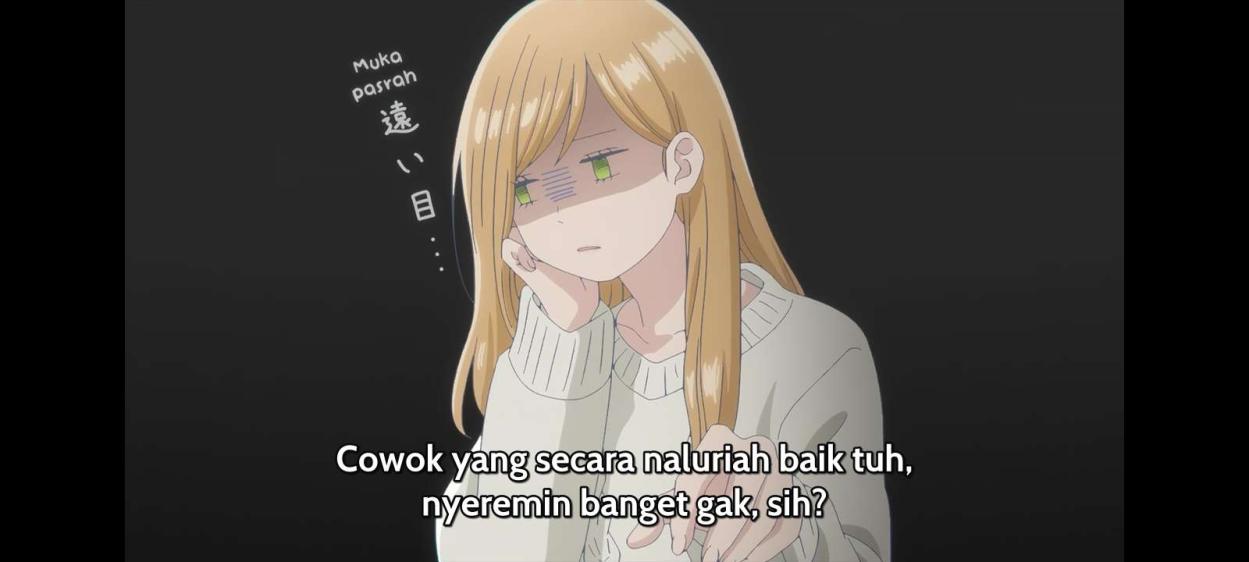 Muka
pasrah
遠い目...
Cowok yang secara naluriah baik tuh,
nyeremin banget gak, sih?